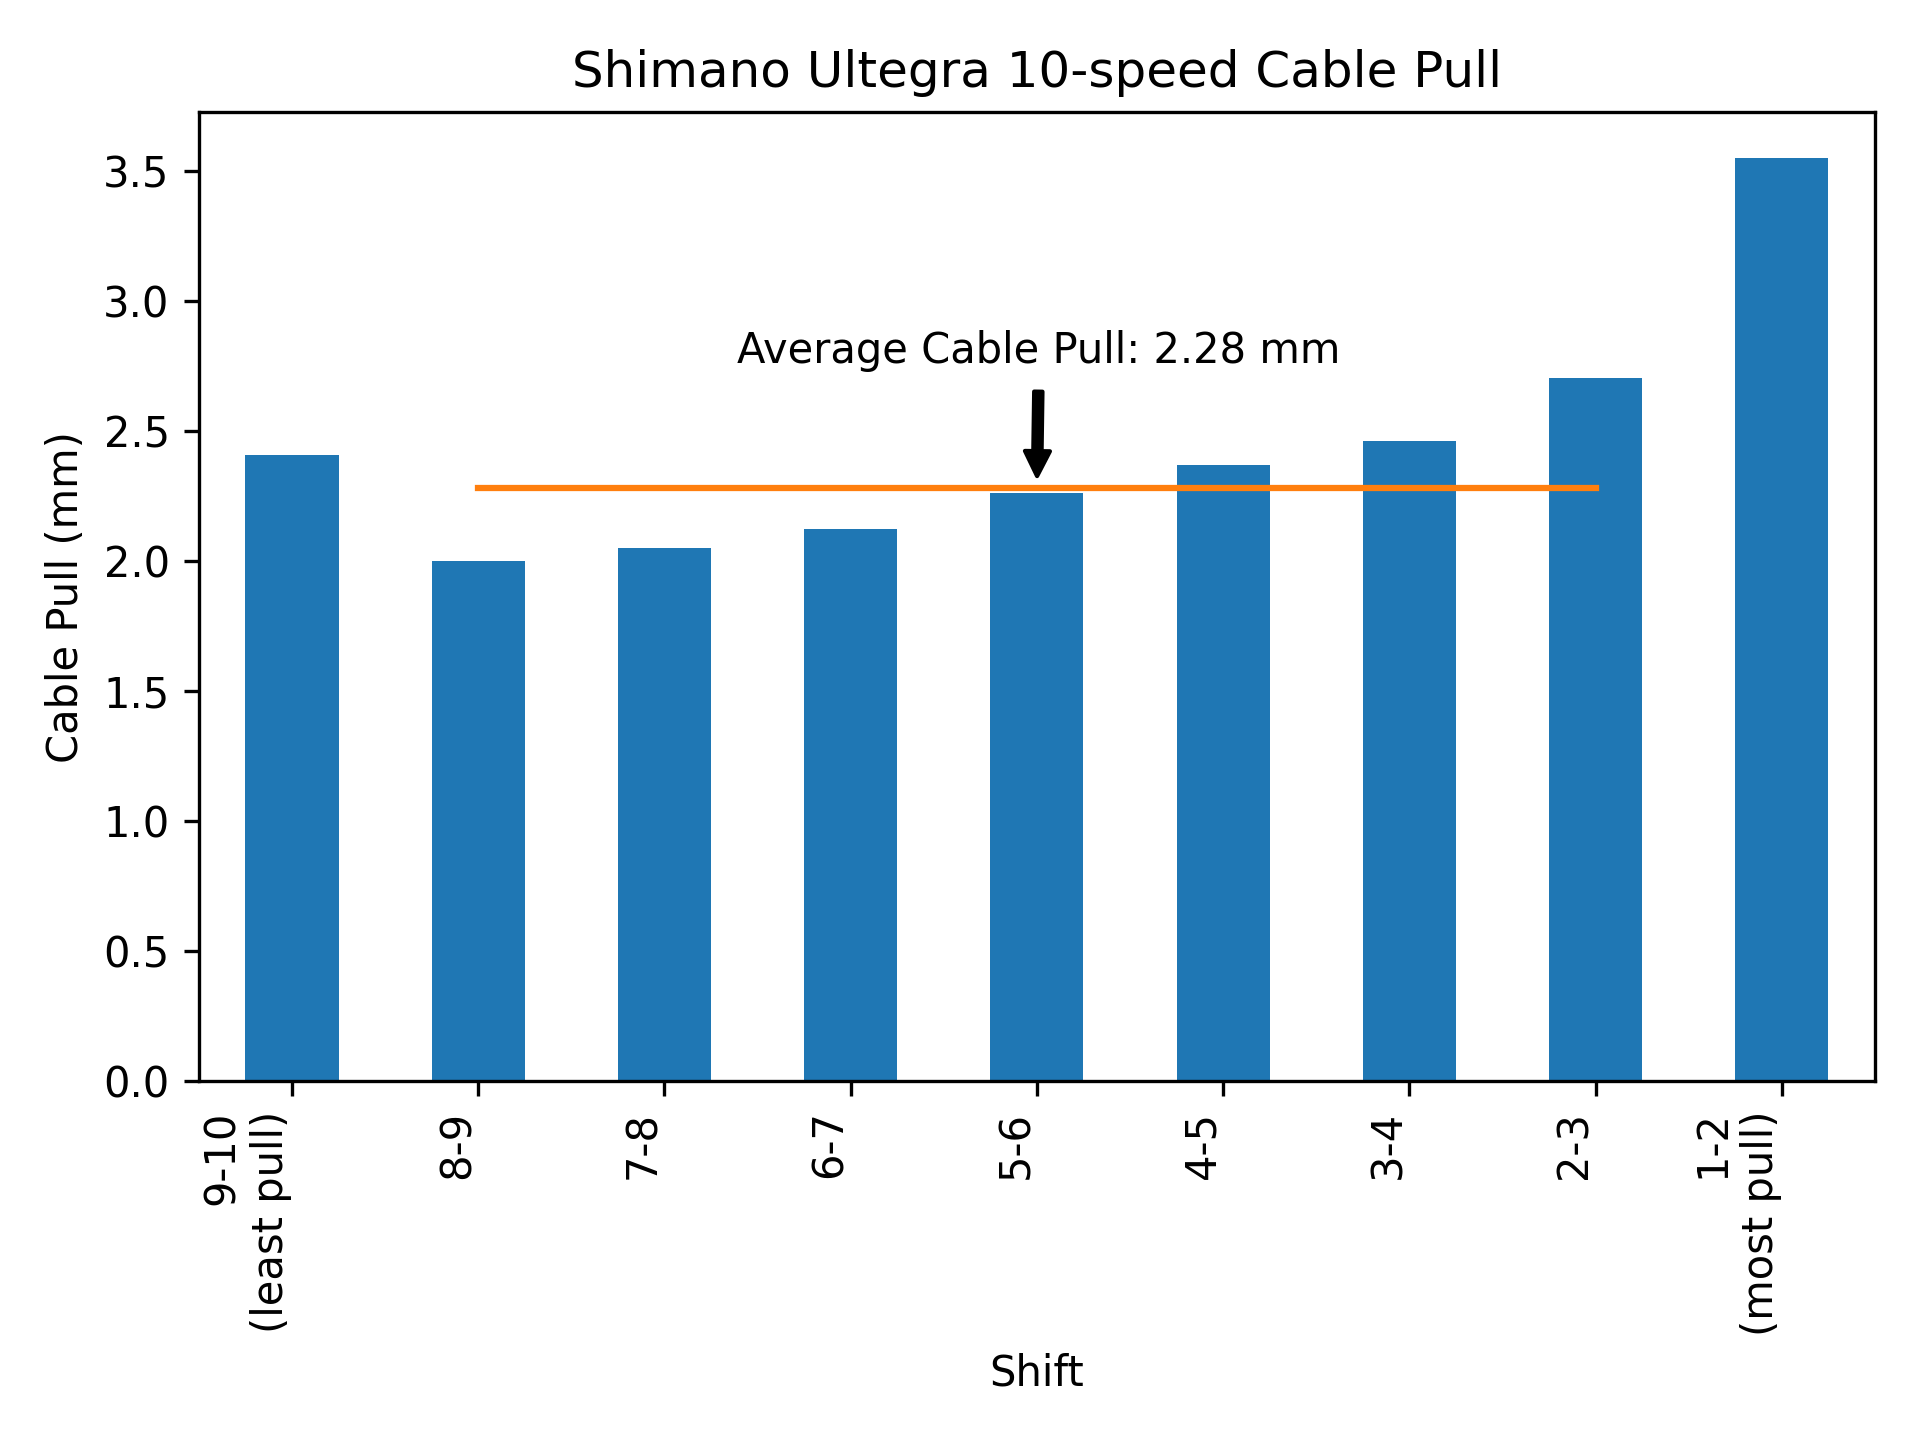 Shimano Ultegra 10-speed Cable Pull
Cable Pull (mm)
3.5
3.0
2.5
2.0
1.5
1.0
0.5
0.0
Average Cable Pull: 2.28 mm
9-10
(least pull)
8-9
7-8
6-7
5-6
4-5
3-4
2-3
1-2
(most pull)
Shift